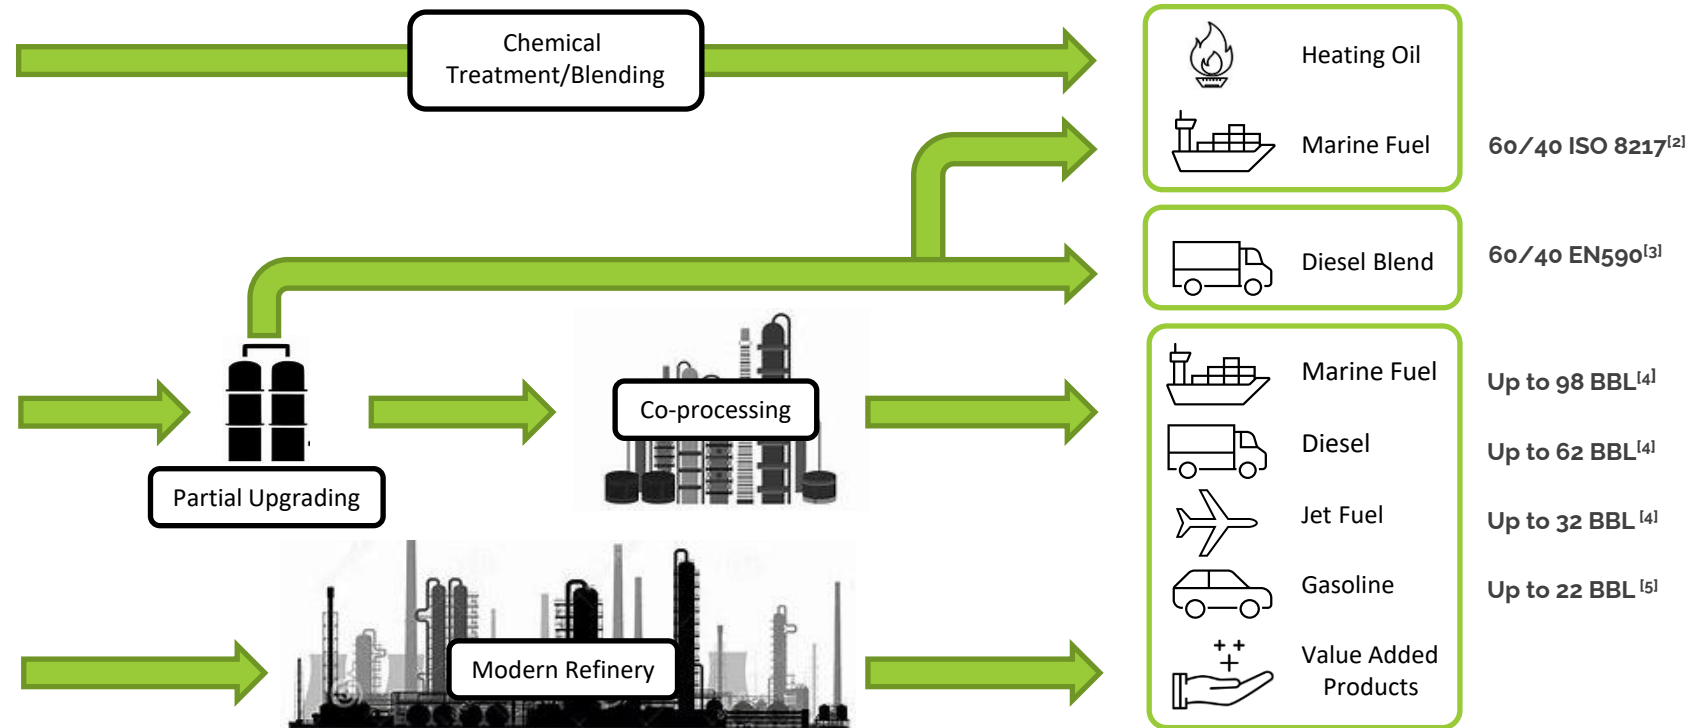 Chemical
Treatment/Blending
Heating Oil
Marine Fuel
60/40 ISO 8217[2]
Diesel Blend
60/40 EN590[3]
Partial Upgrading
Co-processing
Marine Fuel
Up to 98 BBL[4]
Diesel
Up to 62 BBL[4]
Jet Fuel
Up to 32 BBL [4]
Gasoline
Up to 22 BBL [5]
Modern Refinery
Value Added
Products